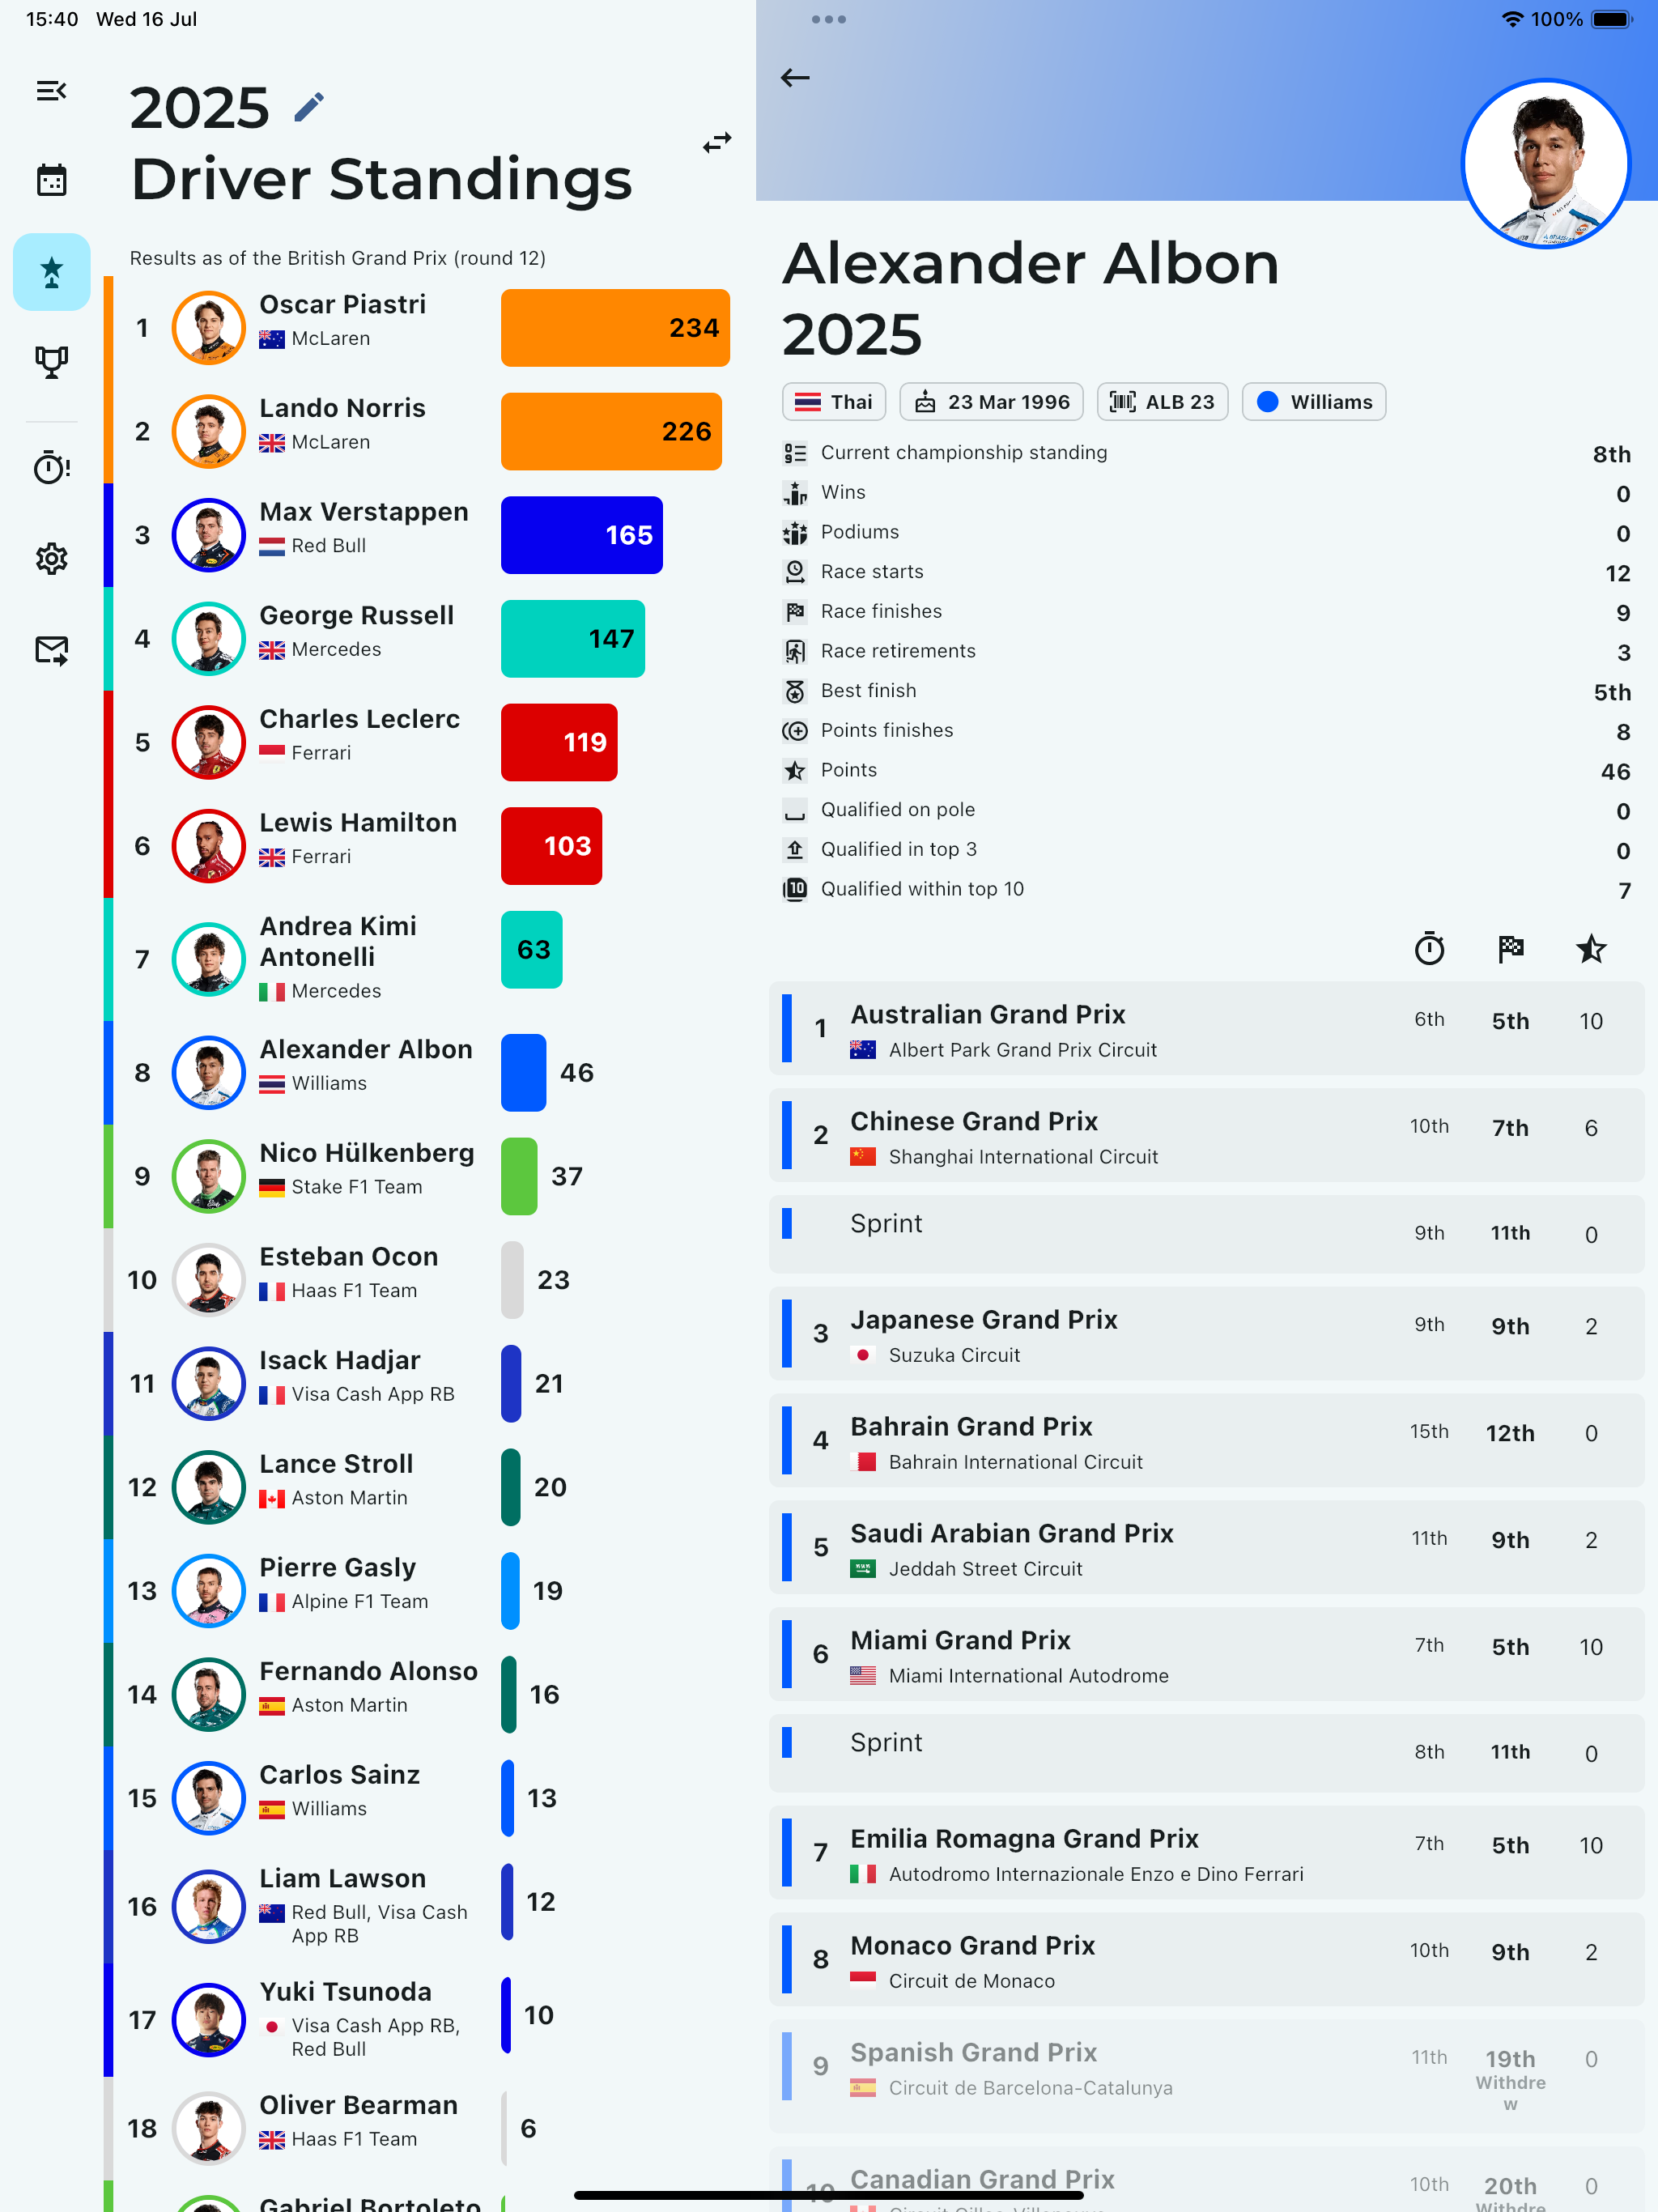 15:40 Wed 16 Jul
100%
2025
Driver Standings
Results as of the British Grand Prix (round 12)
1 Oscar Piastri 234
McLaren
2 Lando Norris 226
McLaren
3 Max Verstappen 165
Red Bull
4 George Russell 147
Mercedes
5 Charles Leclerc 119
Ferrari
6 Lewis Hamilton 103
Ferrari
7 Andrea Kimi
Antonelli 63
Mercedes
8 Alexander Albon 46
Williams
9 Nico Hülkenberg 37
Stake F1 Team
10 Esteban Ocon 23
Haas F1 Team
11 Isack Hadjar 21
Visa Cash App RB
12 Lance Stroll 20
Aston Martin
13 Pierre Gasly 19
Alpine F1 Team
14 Fernando Alonso 16
Aston Martin
15 Carlos Sainz 13
Williams
16 Liam Lawson 12
Red Bull, Visa Cash
App RB
17 Yuki Tsunoda 10
Visa Cash App RB,
Red Bull
18 Oliver Bearman 6
Haas F1 Team
Gabriel Bortoleto
Alexander Albon
2025
Thai 23 Mar 1996 ALB 23 Williams
Current championship standing 8th
Wins 0
Podiums 0
Race starts 12
Race finishes 9
Race retirements 3
Best finish 5th
Points finishes 8
Points 46
Qualified on pole 0
Qualified in top 3 0
Qualified within top 10 7
1 Australian Grand Prix 6th 5th 10
Albert Park Grand Prix Circuit
2 Chinese Grand Prix 10th 7th 6
Shanghai International Circuit
Sprint 9th 11th 0
3 Japanese Grand Prix 9th 9th 2
Suzuka Circuit
4 Bahrain Grand Prix 15th 12th 0
Bahrain International Circuit
5 Saudi Arabian Grand Prix 11th 9th 2
Jeddah Street Circuit
6 Miami Grand Prix 7th 5th 10
Miami International Autodrome
Sprint 8th 11th 0
7 Emilia Romagna Grand Prix 7th 5th 10
Autodromo Internazionale Enzo e Dino Ferrari
8 Monaco Grand Prix 10th 9th 2
Circuit de Monaco
9 Spanish Grand Prix 11th 19th 0
Circuit de Barcelona-Catalunya Withdre
w
10 Canadian Grand Prix 10th 20th 0